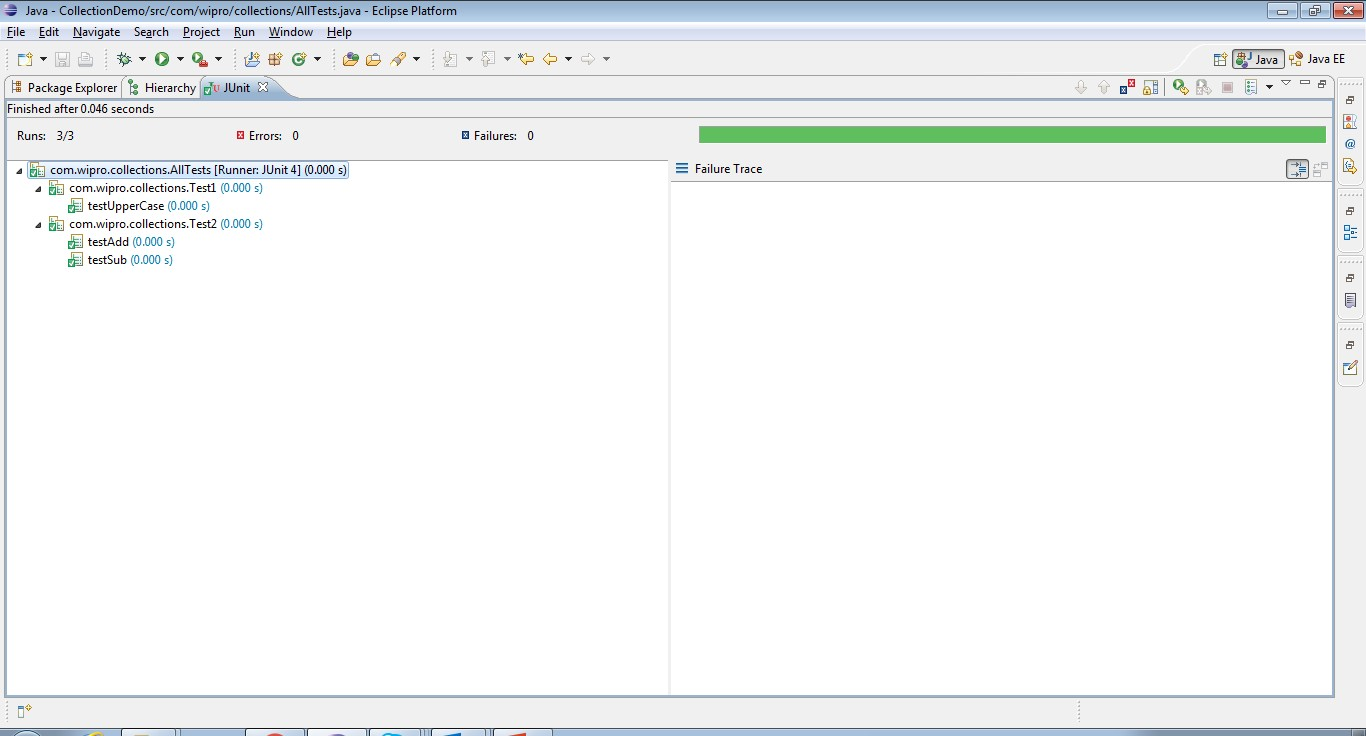 Java - CollectionDemo/src/com/wipro/collections/AllTests.java - Eclipse Platform
File Edit Navigate Search Project Run Window Help
Java Java EE
Package Explorer Hierarchy JUnit
Finished after 0.046 seconds
Runs: 3/3 Errors: 0 Failures: 0
com.wipro.collections.AllTests [Runner: JUnit 4] (0.000 s)
Failure Trace
com.wipro.collections.Test1 (0.000 s)
testUpperCase (0.000 s)
com.wipro.collections.Test2 (0.000 s)
testAdd (0.000 s)
testSub (0.000 s)